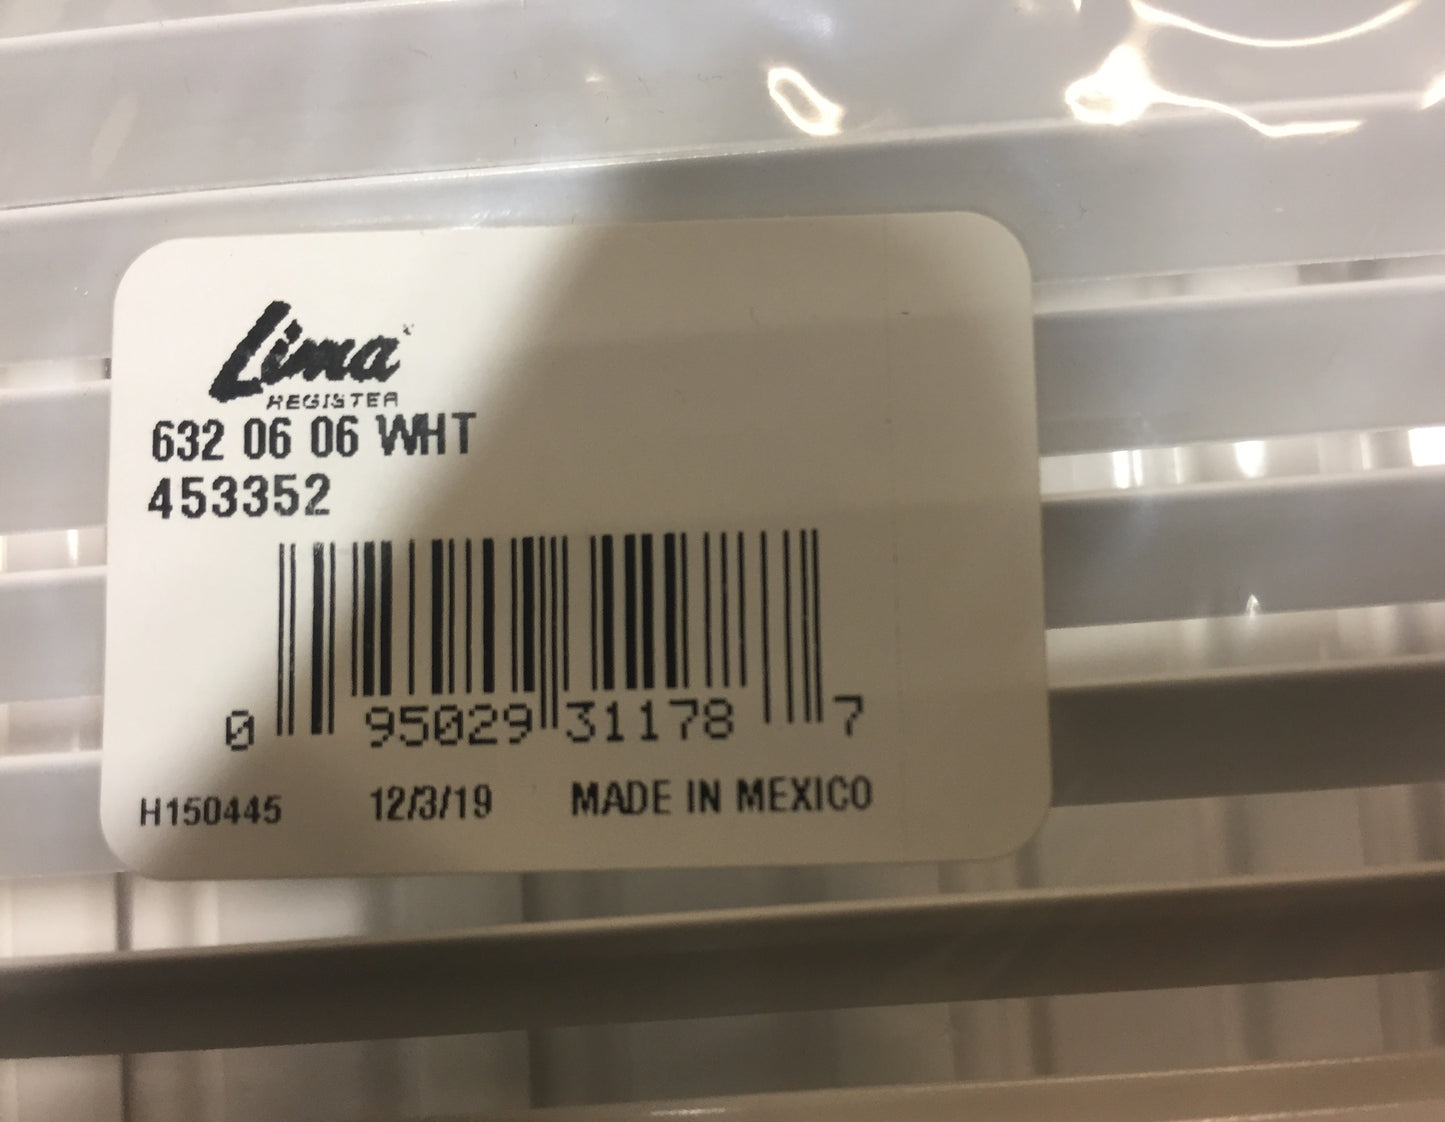 Lima
REGISTER
632 06 06 WHT
453352
0 95029 31178 7
H150445 12/3/19 MADE IN MEXICO